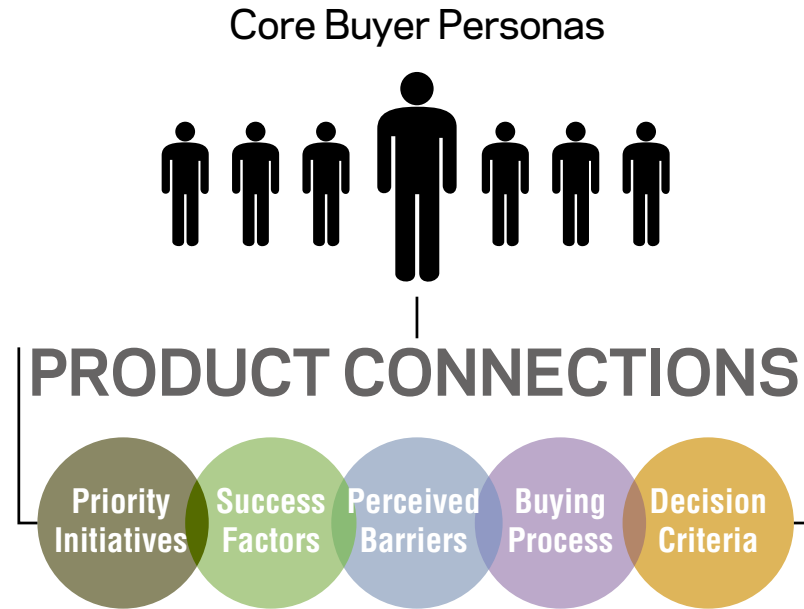 Core Buyer Personas
PRODUCT CONNECTIONS
Priority
Initiatives
Success
Factors
Perceived
Barriers
Buying
Process
Decision
Criteria